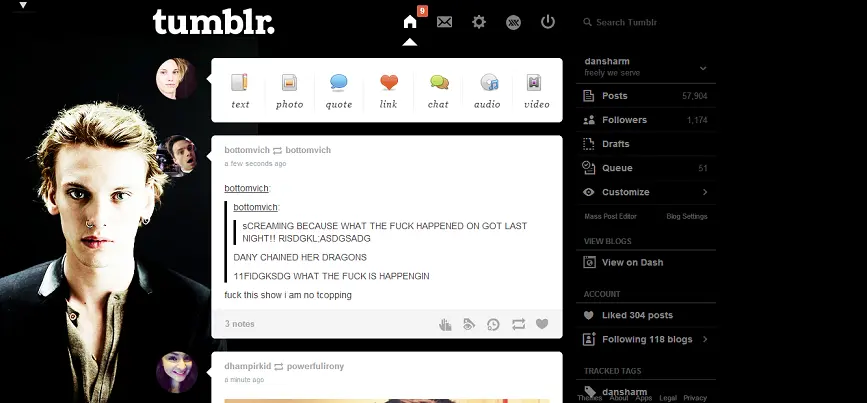 tumblr.
9
Search Tumblr
text photo quote link chat audio video
bottomvich bottomvich
a few seconds ago
bottomvich:
bottomvich:
sCREAMING BECAUSE WHAT THE FUCK HAPPENED ON GOT LAST
NIGHT!! RISDGKL;ASDGSADG
DANY CHAINED HER DRAGONS
11FIDGKSDG WHAT THE FUCK IS HAPPENGIN
fuck this show i am no tcopping
3 notes
dhampirkid powerfulirony
a minute ago
dansharm
freely we serve
Posts 57,904
Followers 1,174
Drafts
Queue 51
Customize
Mass Post Editor Blog Settings
VIEW BLOGS
View on Dash
ACCOUNT
Liked 304 posts
Following 118 blogs
TRACKED TAGS
dansharm
Themes About Apps Legal Privacy